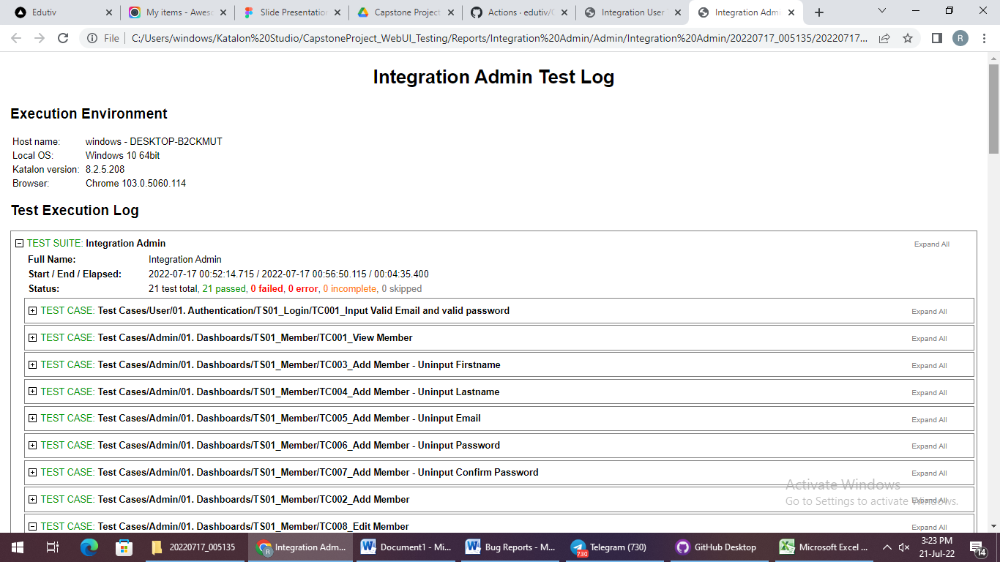 Edutiv
My items - Awes
Slide Presentatio
Capstone Project
Actions · edutiv/
Integration User
Integration Admi
File
C:/Users/windows/Katalon%20Studio/CapstoneProject_WebUI_Testing/Reports/Integration%20Admin/Admin/Integration%20Admin/20220717_005135/20220717...
R
Integration Admin Test Log
Execution Environment
Host name: windows - DESKTOP-B2CKMUT
Local OS: Windows 10 64bit
Katalon version: 8.2.5.208
Browser: Chrome 103.0.5060.114
Test Execution Log
TEST SUITE: Integration Admin Expand All
Full Name: Integration Admin
Start / End / Elapsed: 2022-07-17 00:52:14.715 / 2022-07-17 00:56:50.115 / 00:04:35.400
Status: 21 test total, 21 passed, 0 failed, 0 error, 0 incomplete, 0 skipped
TEST CASE: Test Cases/User/01. Authentication/TS01_Login/TC001_Input Valid Email and valid password Expand All
TEST CASE: Test Cases/Admin/01. Dashboards/TS01_Member/TC001_View Member Expand All
TEST CASE: Test Cases/Admin/01. Dashboards/TS01_Member/TC003_Add Member - Uninput Firstname Expand All
TEST CASE: Test Cases/Admin/01. Dashboards/TS01_Member/TC004_Add Member - Uninput Lastname Expand All
TEST CASE: Test Cases/Admin/01. Dashboards/TS01_Member/TC005_Add Member - Uninput Email Expand All
TEST CASE: Test Cases/Admin/01. Dashboards/TS01_Member/TC006_Add Member - Uninput Password Expand All
TEST CASE: Test Cases/Admin/01. Dashboards/TS01_Member/TC007_Add Member - Uninput Confirm Password Expand All
Activate Windows
TEST CASE: Test Cases/Admin/01. Dashboards/TS01_Member/TC002_Add Member Expand All
Go to Settings to activate Windows.
TEST CASE: Test Cases/Admin/01. Dashboards/TS01_Member/TC008_Edit Member Expand All
20220717_005135
R
Integration Adm...
Document1 - Mi...
Bug Reports - M...
730
Telegram (730)
GitHub Desktop
Microsoft Excel ...
3:23 PM
21-Jul-22
14